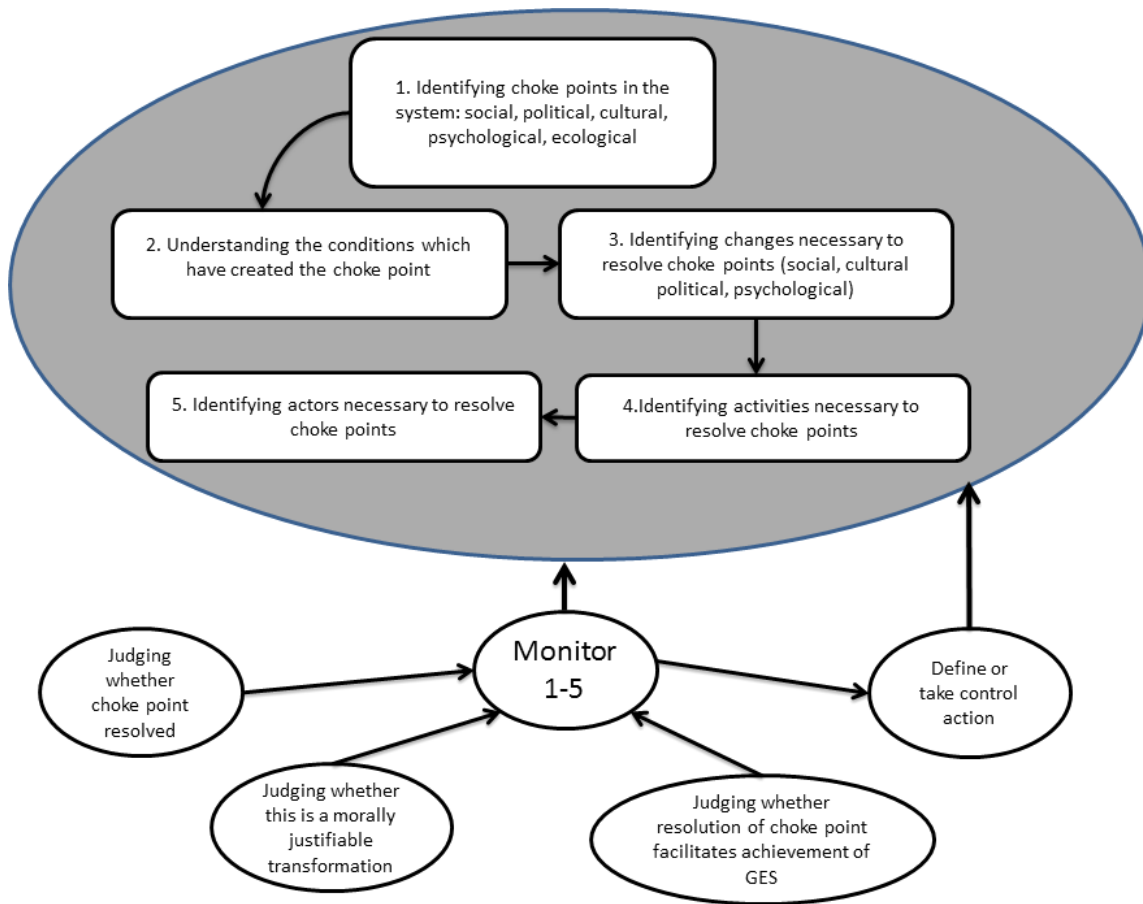 1. Identifying choke points in the
system: social, political, cultural,
psychological, ecological
2. Understanding the conditions which
have created the choke point
3. Identifying changes necessary to
resolve choke points (social, cultural
political, psychological)
5. Identifying actors necessary to resolve
choke points
4.Identifying activities necessary to
resolve choke points
Judging
whether
choke point
resolved
Monitor
1-5
Define or
take control
action
Judging whether
this is a morally
justifiable
transformation
Judging whether
resolution of choke point
facilitates achievement of
GES